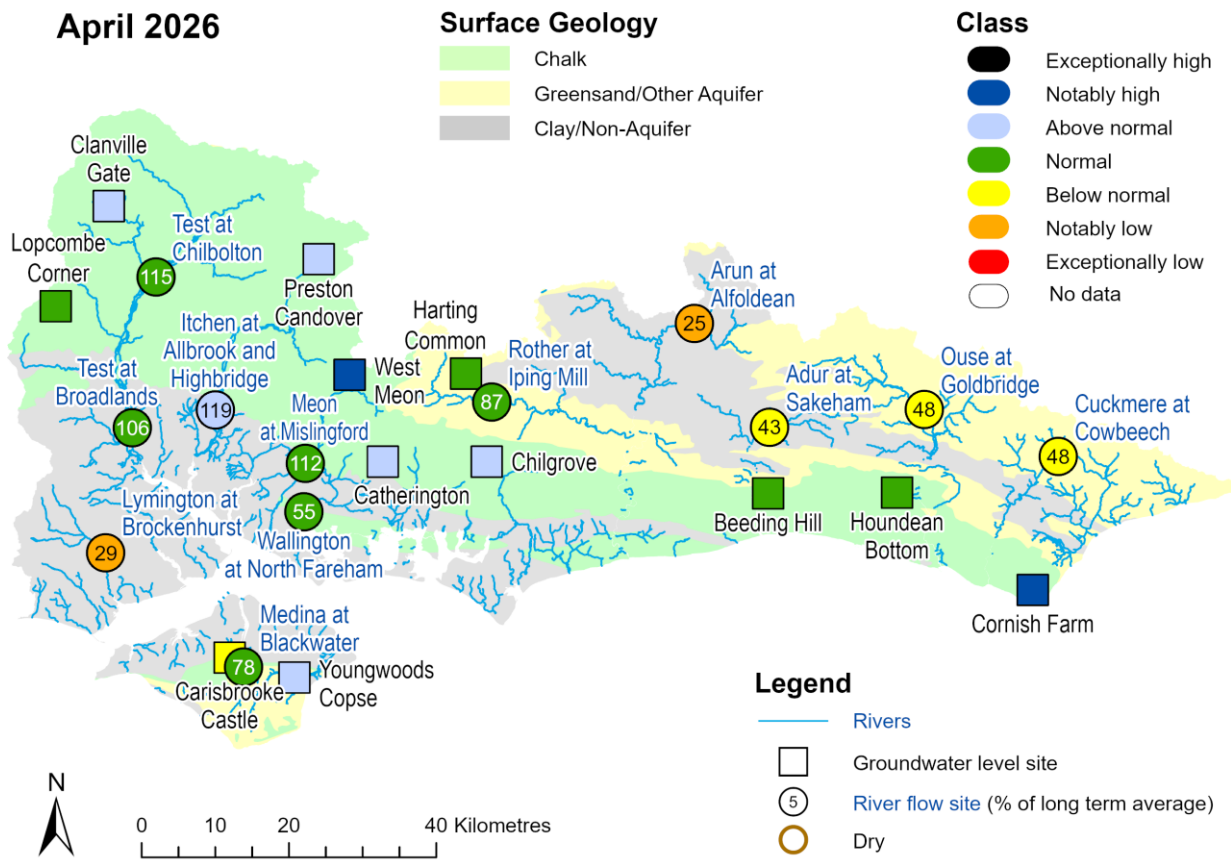 April 2026
Surface Geology
Chalk
Greensand/Other Aquifer
Clay/Non-Aquifer
Class
Exceptionally high
Notably high
Above normal
Normal
Below normal
Notably low
Exceptionally low
No data
Clanville
Gate
Test at
Chilbolton
Lopcombe
Corner
115
Preston
Candover
Itchen at
Allbrook and
Highbridge
Test at
Broadlands
119
106
West
Meon
Meon
at Mislingford
112
Harting
Common
Rother at
Iping Mill
87
Arun at
Alfoldean
25
Adur at
Sakeham
43
Ouse at
Goldbridge
48
Cuckmere at
Cowbeech
48
Catherington
Chilgrove
Lymington at
Brockenhurst
29
55
Wallington
at North Fareham
Beeding Hill
Houndean
Bottom
Cornish Farm
Medina at
Blackwater
78
Carisbrooke
Castle
Youngwoods
Copse
N
0 10 20 40 Kilometres
Legend
Rivers
Groundwater level site
5
River flow site (% of long term average)
Dry